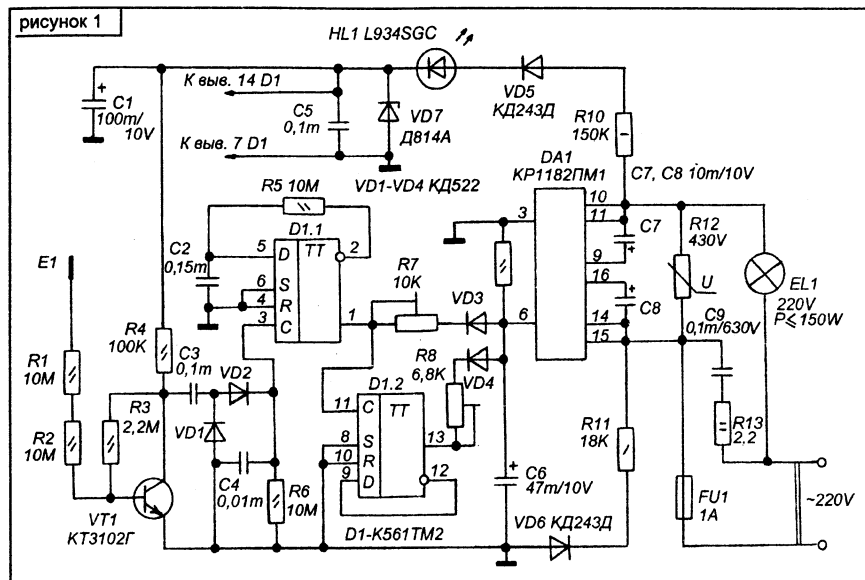 рисунок 1
HL1 L934SGC
К выв. 14 D1
C1
100m/
10V
C5
0,1m
VD7
Д814А
VD5
КД243Д
К выв. 7 D1
R10
150K
DA1
КР1182ПМ1
C7, C8 10m/10V
R5 10M
VD1-VD4 КД522
D1.1
TT
C2
0,15m
5 D
6 S
4 R
3 C
2
1
3
6
10
11
9
16
14
15
C7
C8
R12
430V
U
EL1
220V
P≤150W
C9
0,1m/630V
E1
R7
10K
VD3
R8
6,8K
VD4
R4
100K
C3
0,1m
VD2
R1
10M
R2
10M
R3
2,2M
VD1
C4
0,01m
R6
10M
D1.2
TT
11 C
8 S
10 R
9 D
13
12
R11
18K
R13
2,2
C6
47m/10V
FU1
1A
~220V
VT1
КТ3102Г
D1-К561ТМ2
VD6 КД243Д